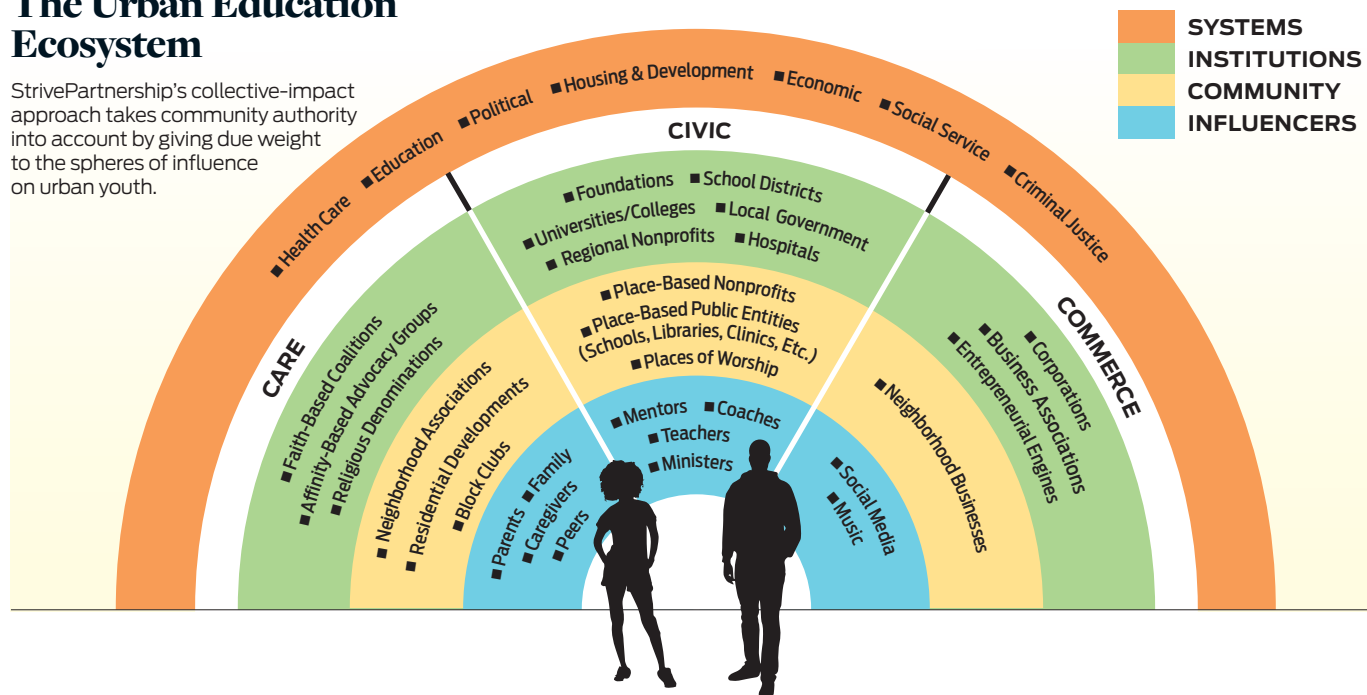 The Urban Education
Ecosystem
StrivePartnership’s collective-impact
approach takes community authority
into account by giving due weight
to the spheres of influence
on urban youth.
SYSTEMS
INSTITUTIONS
COMMUNITY
INFLUENCERS
■ Health Care ■ Education ■ Political ■ Housing & Development ■ Economic ■ Social Service ■ Criminal Justice
CARE
■ Faith-Based Coalitions
■ Affinity-Based Advocacy Groups
■ Religious Denominations
■ Neighborhood Associations
■ Residential Developments
■ Block Clubs
■ Parents ■ Family
■ Caregivers
■ Peers
CIVIC
■ Foundations ■ School Districts
■ Universities/Colleges ■ Local Government
■ Regional Nonprofits ■ Hospitals
■ Place-Based Nonprofits
■ Place-Based Public Entities
(Schools, Libraries, Clinics, Etc.)
■ Places of Worship
■ Mentors ■ Coaches
■ Teachers
■ Ministers
COMMERCE
■ Corporations
■ Business Associations
■ Entrepreneurial Engines
■ Neighborhood Businesses
■ Social Media
■ Music